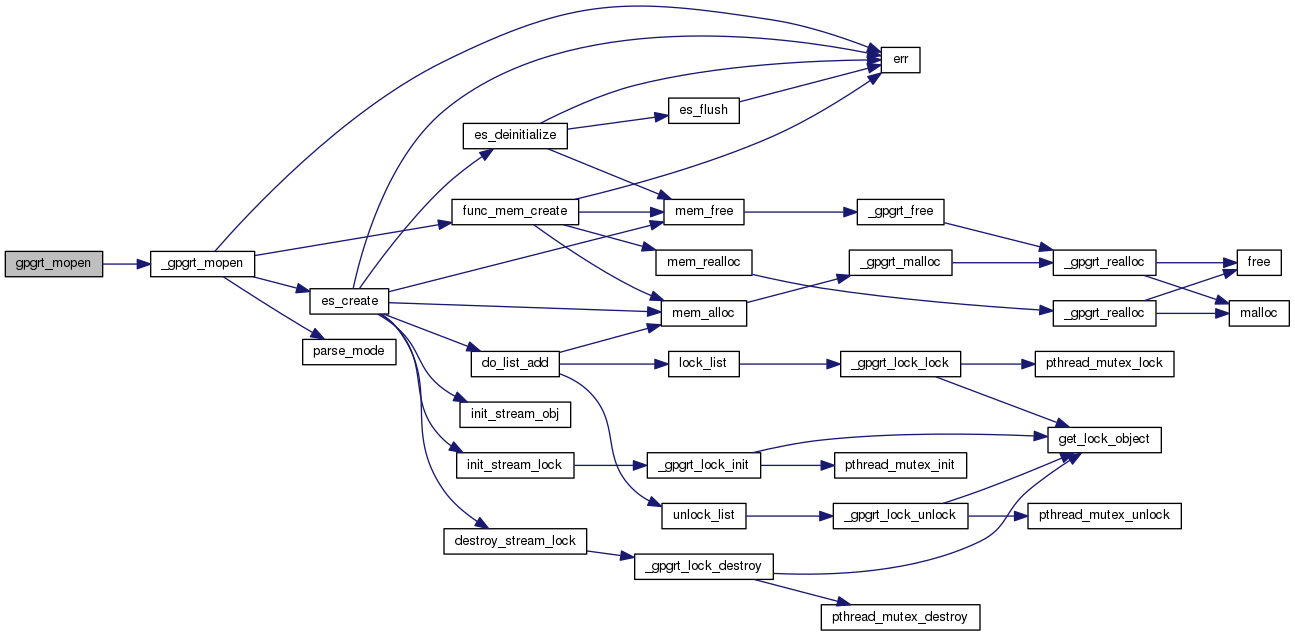 err
es_flush
es_deinitialize
func_mem_create
mem_free
_gpgrt_free
gpgrt_mopen
_gpgrt_mopen
mem_realloc
_gpgrt_malloc
_gpgrt_realloc
free
es_create
mem_alloc
_gpgrt_realloc
malloc
parse_mode
do_list_add
lock_list
_gpgrt_lock_lock
pthread_mutex_lock
init_stream_obj
get_lock_object
init_stream_lock
_gpgrt_lock_init
pthread_mutex_init
unlock_list
_gpgrt_lock_unlock
pthread_mutex_unlock
destroy_stream_lock
_gpgrt_lock_destroy
pthread_mutex_destroy